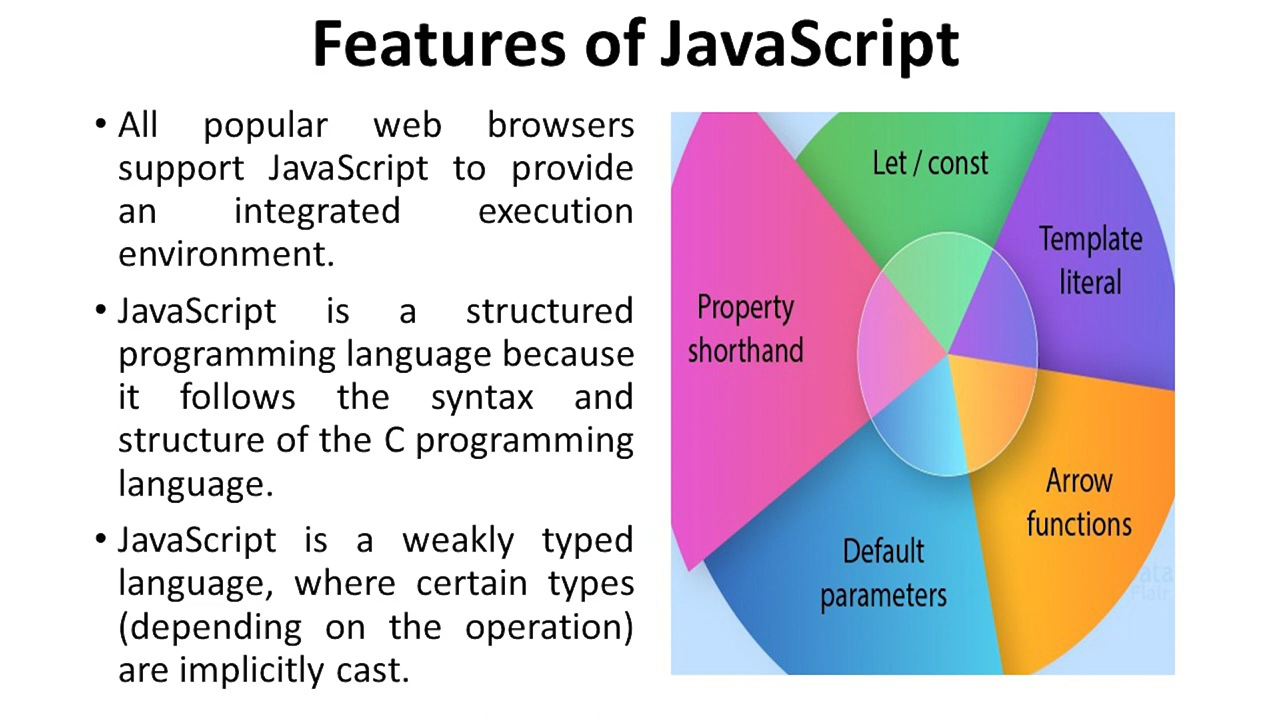 Features of JavaScript
• All popular web browsers
support JavaScript to provide
an integrated execution
environment.
• JavaScript is a structured
programming language because
it follows the syntax and
structure of the C programming
language.
• JavaScript is a weakly typed
language, where certain types
(depending on the operation)
are implicitly cast.
Let / const
Template
literal
Property
shorthand
Arrow
functions
Default
parameters
Flair